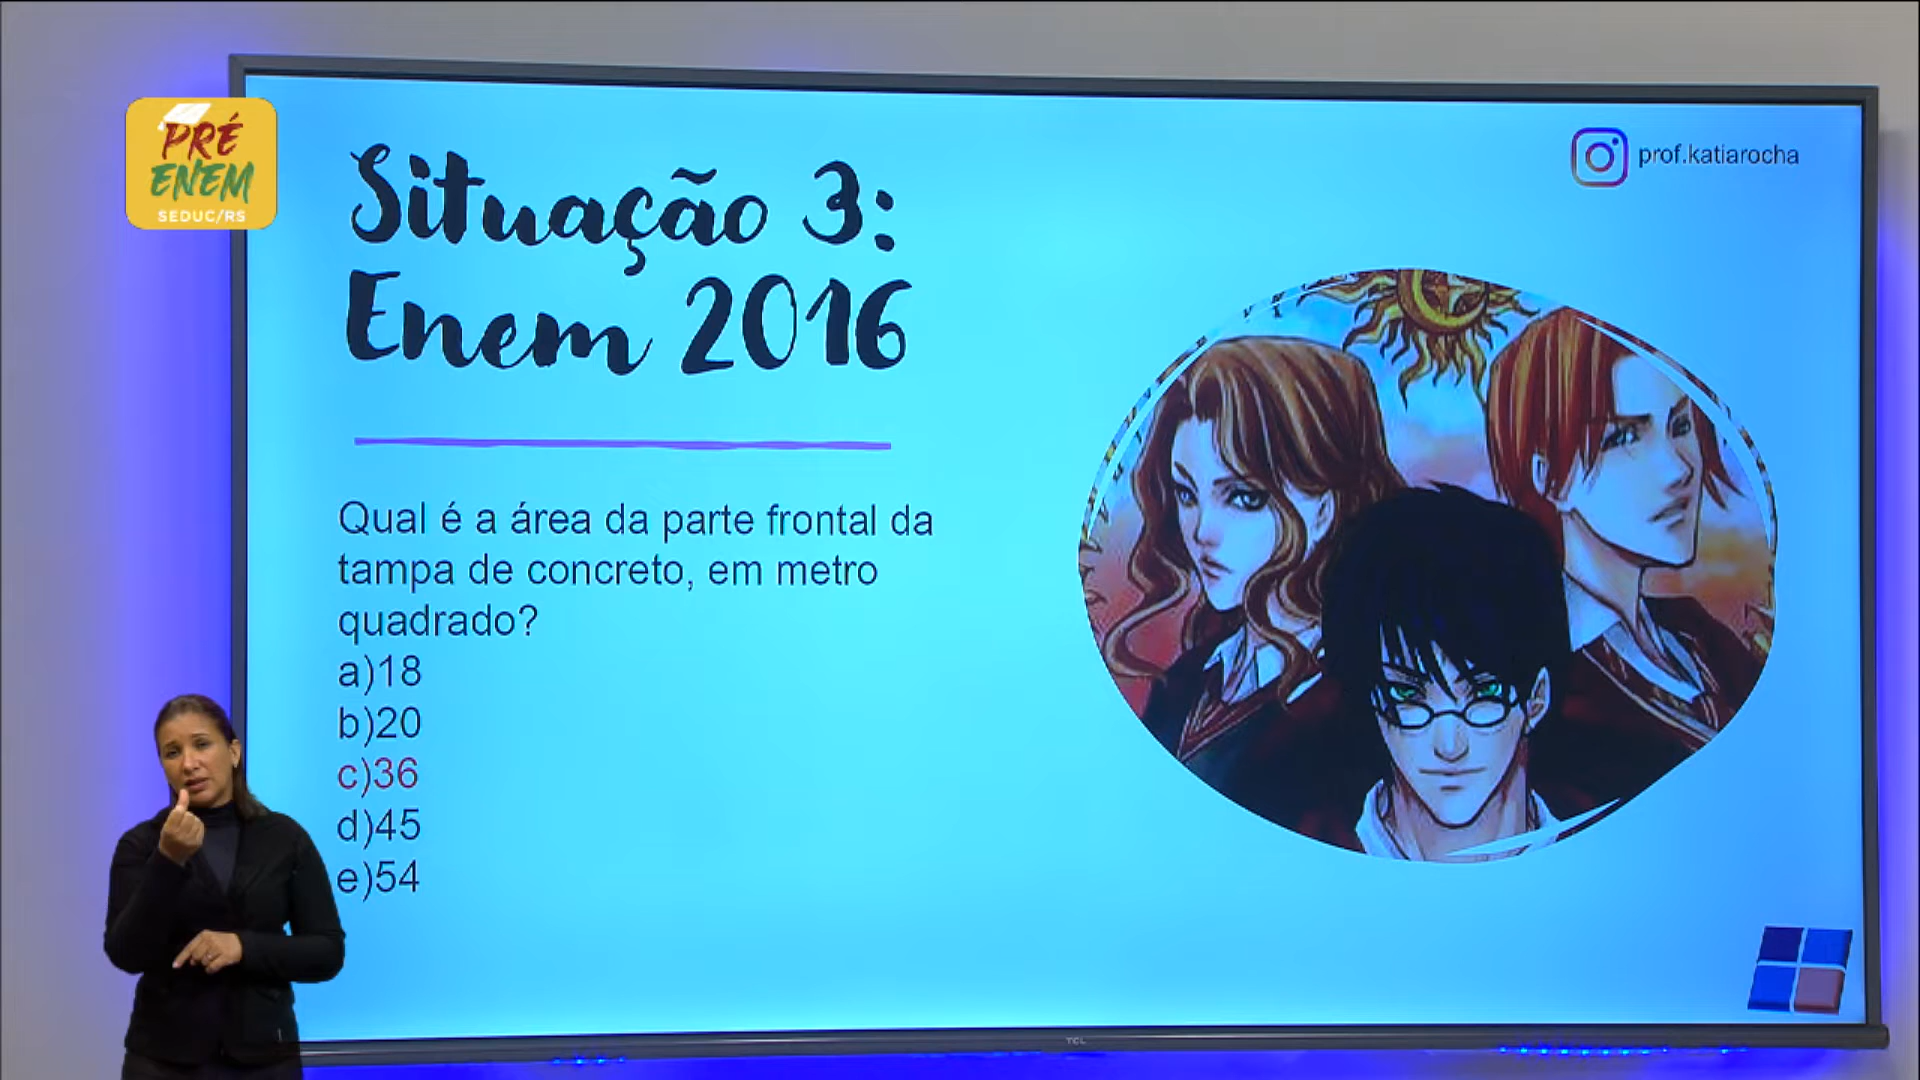 PRÉ
ENEM
SEDUC/RS
Situação 3:
Enem 2016
prof.katiarocha
Qual é a área da parte frontal da
tampa de concreto, em metro
quadrado?
a)18
b)20
c)36
d)45
e)54
TCL